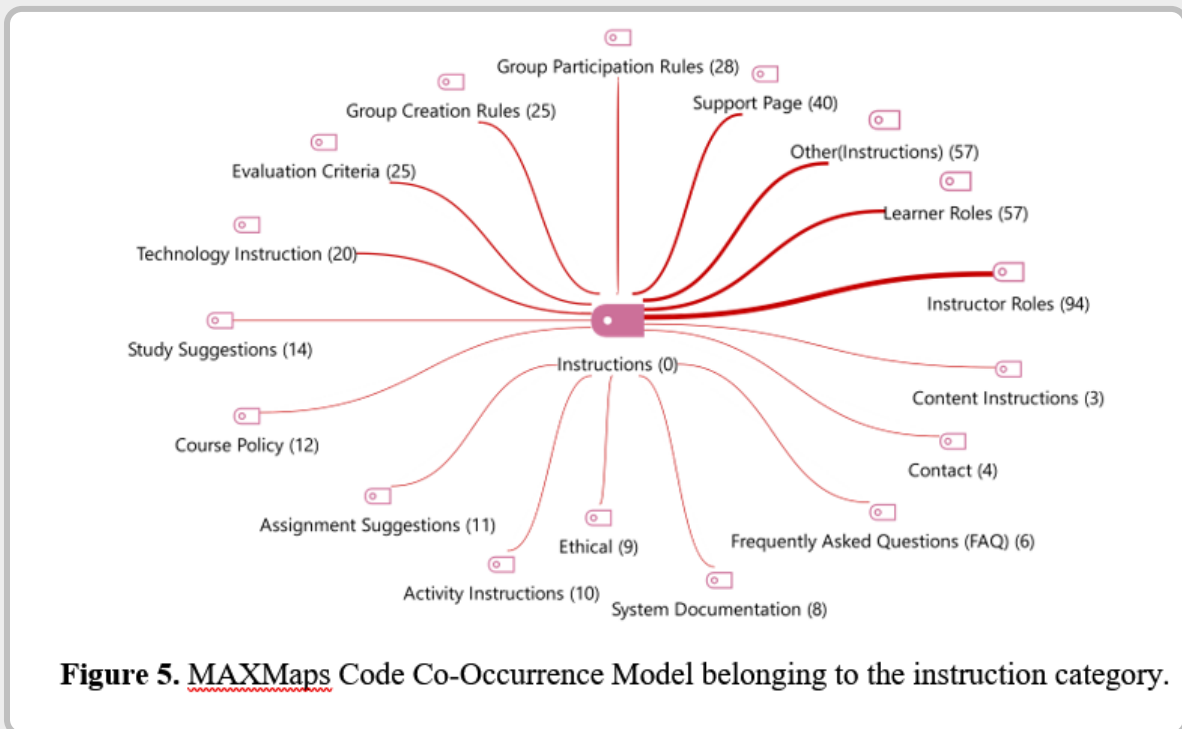 Group Participation Rules (28)
Support Page (40)
Group Creation Rules (25)
Other(Instructions) (57)
Evaluation Criteria (25)
Learner Roles (57)
Technology Instruction (20)
Instructor Roles (94)
Study Suggestions (14)
Instructions (0)
Content Instructions (3)
Course Policy (12)
Contact (4)
Assignment Suggestions (11)
Ethical (9)
Frequently Asked Questions (FAQ) (6)
Activity Instructions (10)
System Documentation (8)
Figure 5. MAXMaps Code Co-Occurrence Model belonging to the instruction category.